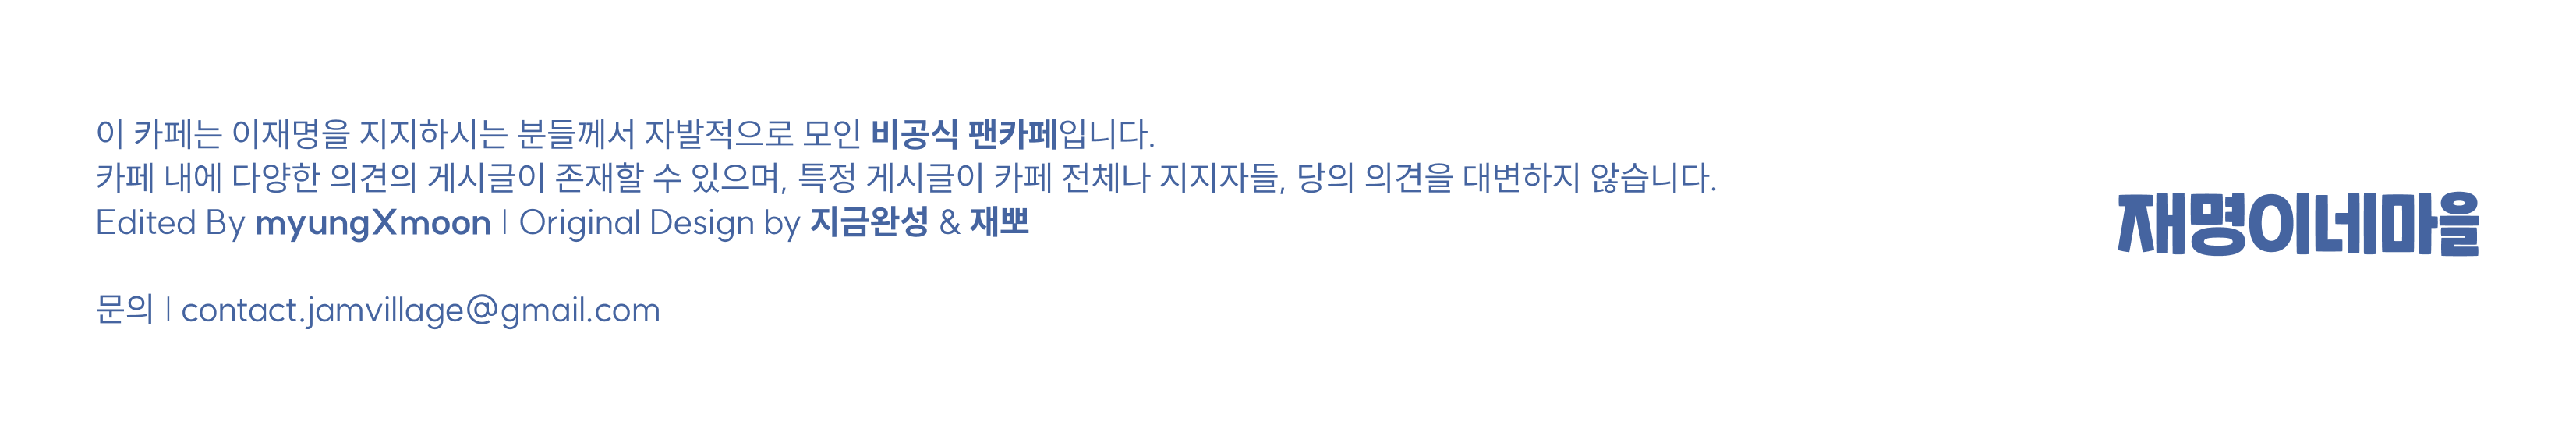 이 카페는 이재명을 지지하시는 분들께서 자발적으로 모인 비공식 팬카페입니다.
카페 내에 다양한 의견의 게시글이 존재할 수 있으며, 특정 게시글이 카페 전체나 지지자들, 당의 의견을 대변하지 않습니다.
Edited By myungXmoon | Original Design by 지금완성 & 재뽀
문의 | contact.jamvillage@gmail.com
재명이네마을